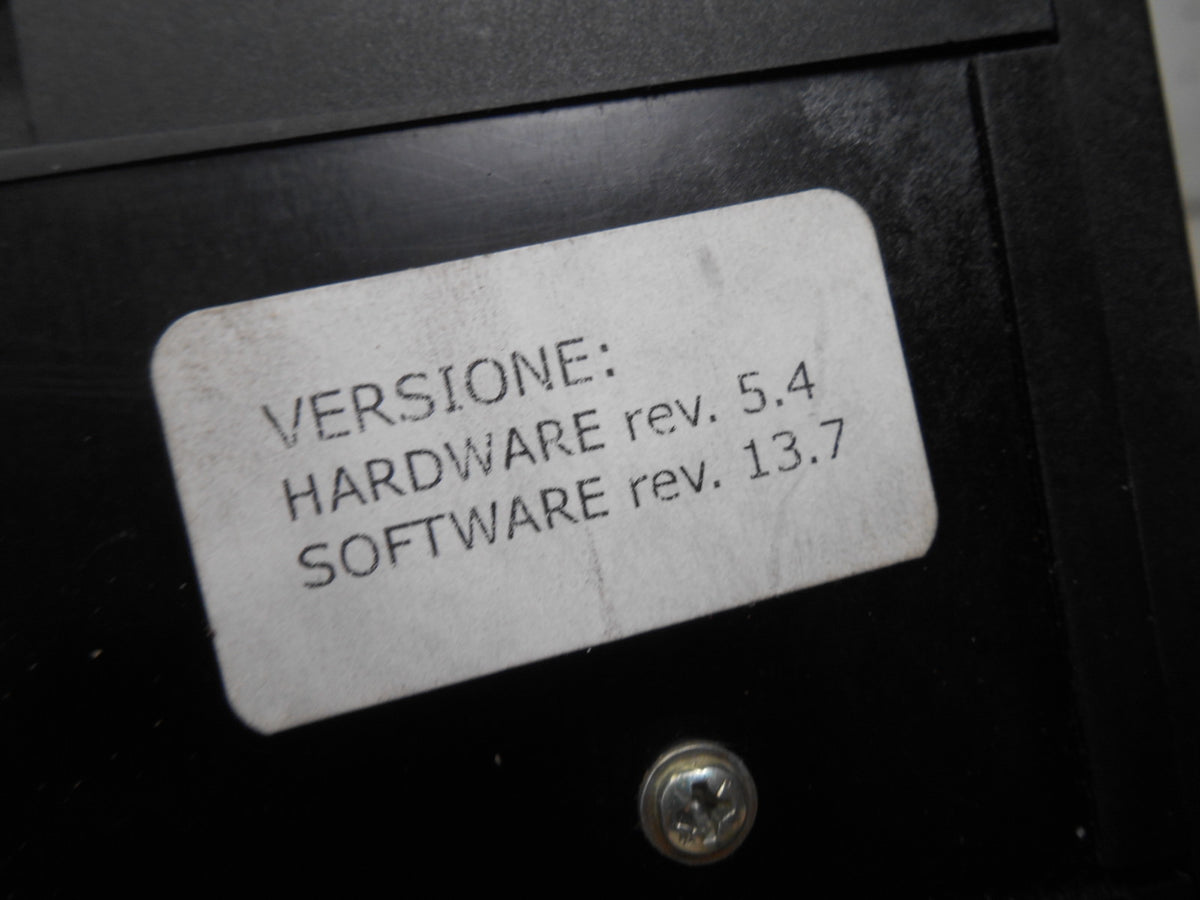 VERSIONE:
HARDWARE rev. 5.4
SOFTWARE rev. 13.7